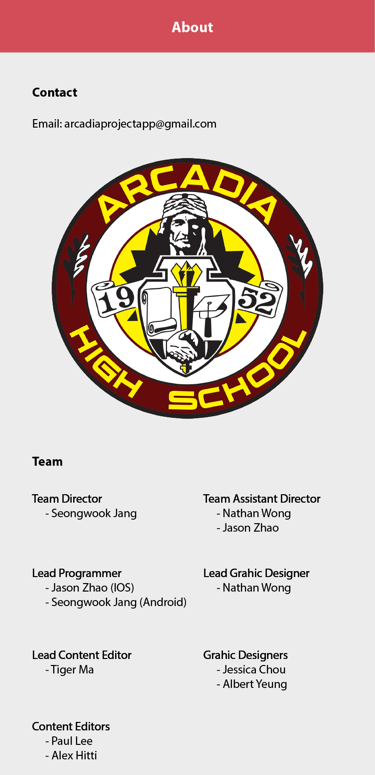 About
Contact
Email: arcadiaprojectapp@gmail.com
ARCADIA
19 52
HIGH SCHOOL
Team
Team Director
- Seongwook Jang
Team Assistant Director
- Nathan Wong
- Jason Zhao
Lead Programmer
- Jason Zhao (IOS)
- Seongwook Jang (Android)
Lead Grahic Designer
- Nathan Wong
Lead Content Editor
- Tiger Ma
Grahic Designers
- Jessica Chou
- Albert Yeung
Content Editors
- Paul Lee
- Alex Hitti